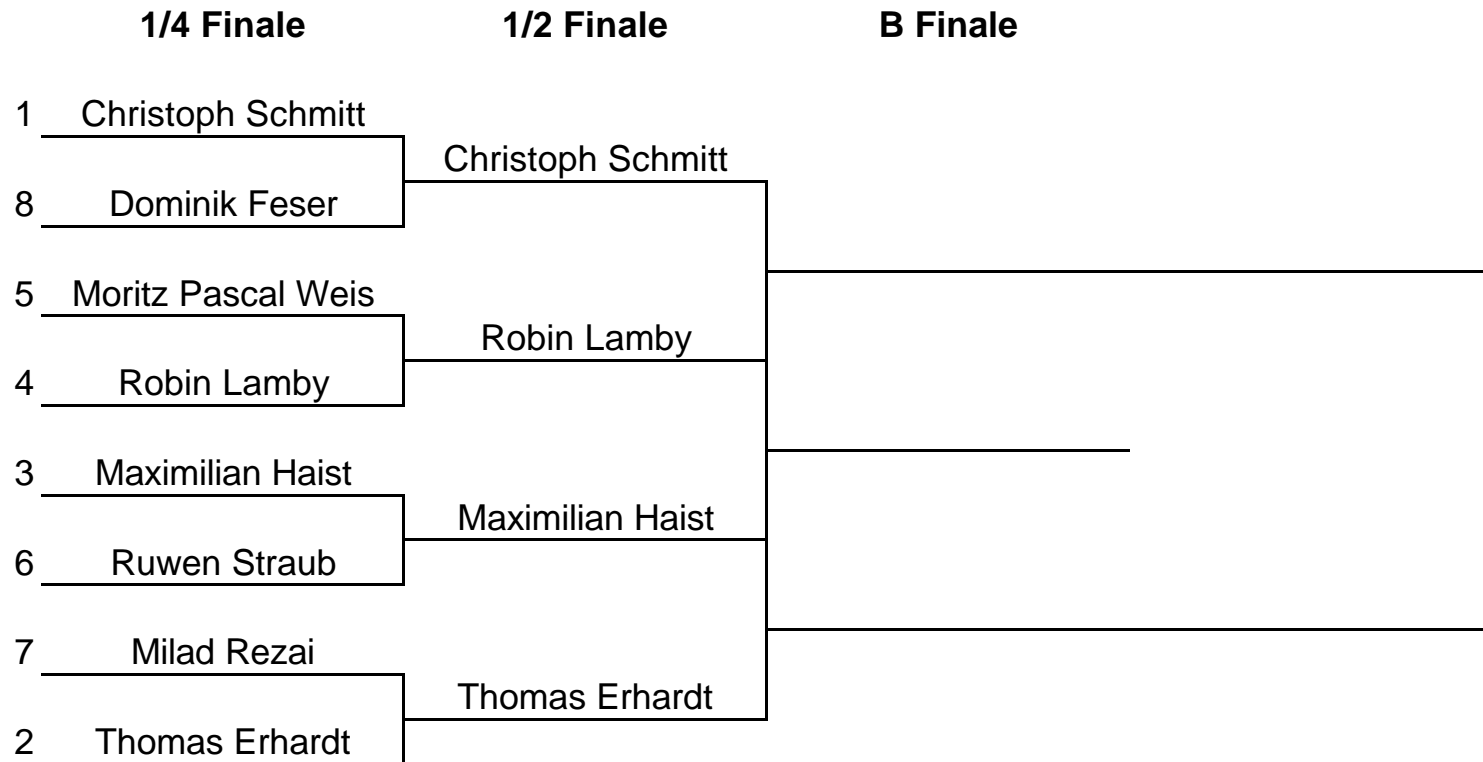 1/4 Finale 1/2 Finale B Finale
1 Christoph Schmitt
Christoph Schmitt
8 Dominik Feser
5 Moritz Pascal Weis
Robin Lamby
4 Robin Lamby
3 Maximilian Haist
Maximilian Haist
6 Ruwen Straub
7 Milad Rezai
Thomas Erhardt
2 Thomas Erhardt